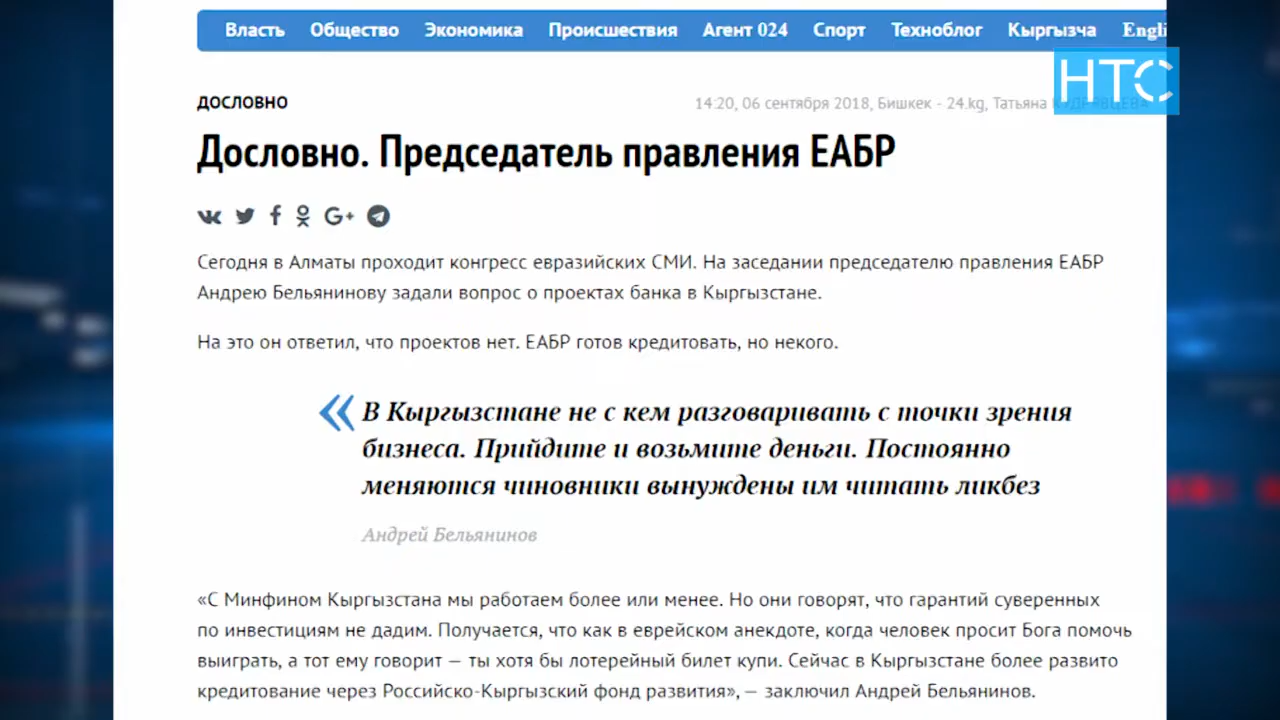 Власть Общество Экономика Происшествия Агент 024 Спорт Техноблог Кыргызча Engli
НТС
ДОСЛОВНО
14:20, 06 сентября 2018, Бишкек - 24.kg, Татьяна КУДРЯВЦЕВА
Дословно. Председатель правления ЕАБР
Сегодня в Алматы проходит конгресс евразийских СМИ. На заседании председателю правления ЕАБР
Андрею Бельянинову задали вопрос о проектах банка в Кыргызстане.
На это он ответил, что проектов нет. ЕАБР готов кредитовать, но некого.
« В Кыргызстане не с кем разговаривать с точки зрения
бизнеса. Прийдите и возьмите деньги. Постоянно
меняются чиновники вынуждены им читать ликбез
Андрей Бельянинов
«С Минфином Кыргызстана мы работаем более или менее. Но они говорят, что гарантий суверенных
по инвестициям не дадим. Получается, что как в еврейском анекдоте, когда человек просит Бога помочь
выиграть, а тот ему говорит — ты хотя бы лотерейный билет купи. Сейчас в Кыргызстане более развито
кредитование через Российско-Кыргызский фонд развития», — заключил Андрей Бельянинов.